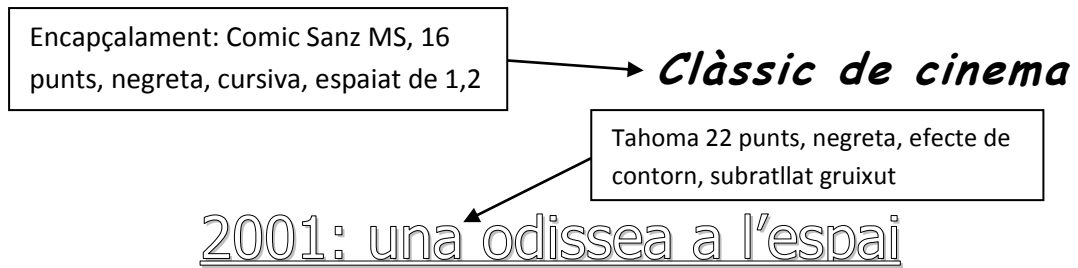 Encapçalament: Comic Sanz MS, 16
punts, negreta, cursiva, espaiat de 1,2
Clàssic de cinema
Tahoma 22 punts, negreta, efecte de
contorn, subratllat gruixut
2001: una odissea a l’espai